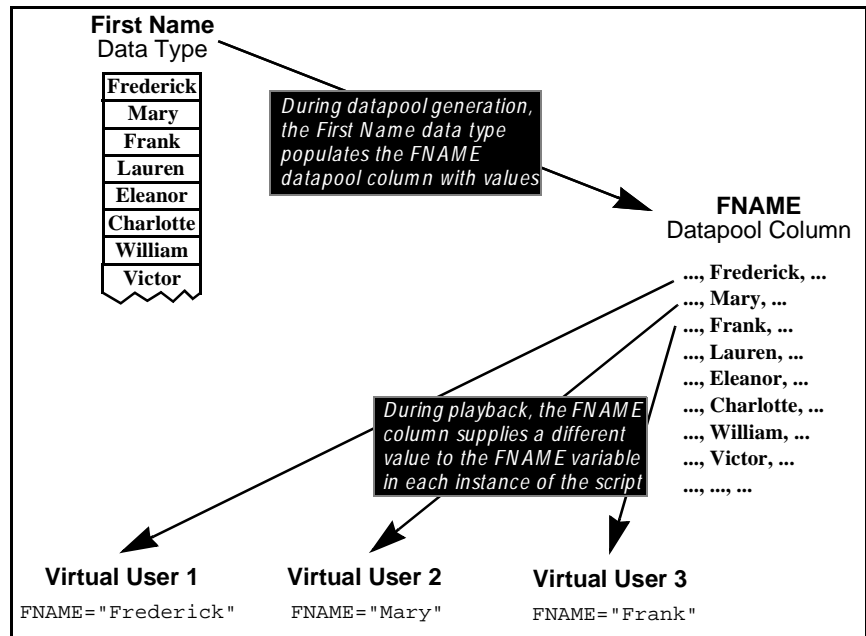 First Name
Data Type
Frederick
Mary
Frank
Lauren
Eleanor
Charlotte
William
Victor
During datapool generation,
the First Name data type
populates the FNAME
datapool column with values
FNAME
Datapool Column
..., Frederick, ...
..., Mary, ...
..., Frank, ...
..., Lauren, ...
..., Eleanor, ...
..., Charlotte, ...
..., William, ...
..., Victor, ...
..., ..., ...
During playback, the FNAME
column supplies a different
value to the FNAME variable
in each instance of the script
Virtual User 1
FNAME="Frederick"
Virtual User 2
FNAME="Mary"
Virtual User 3
FNAME="Frank"